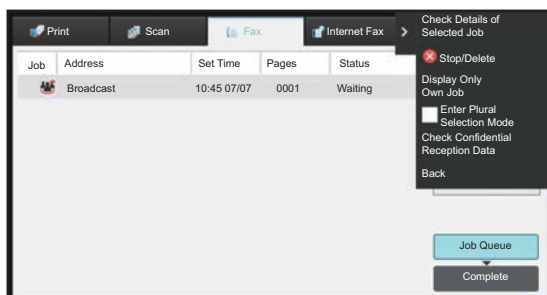 Print Scan Fax Internet Fax
Job Address Set Time Pages Status
Broadcast 10:45 07/07 0001 Waiting
Check Details of
Selected Job
Stop/Delete
Display Only
Own Job
Enter Plural
Selection Mode
Check Confidential
Reception Data
Back
Job Queue
Complete